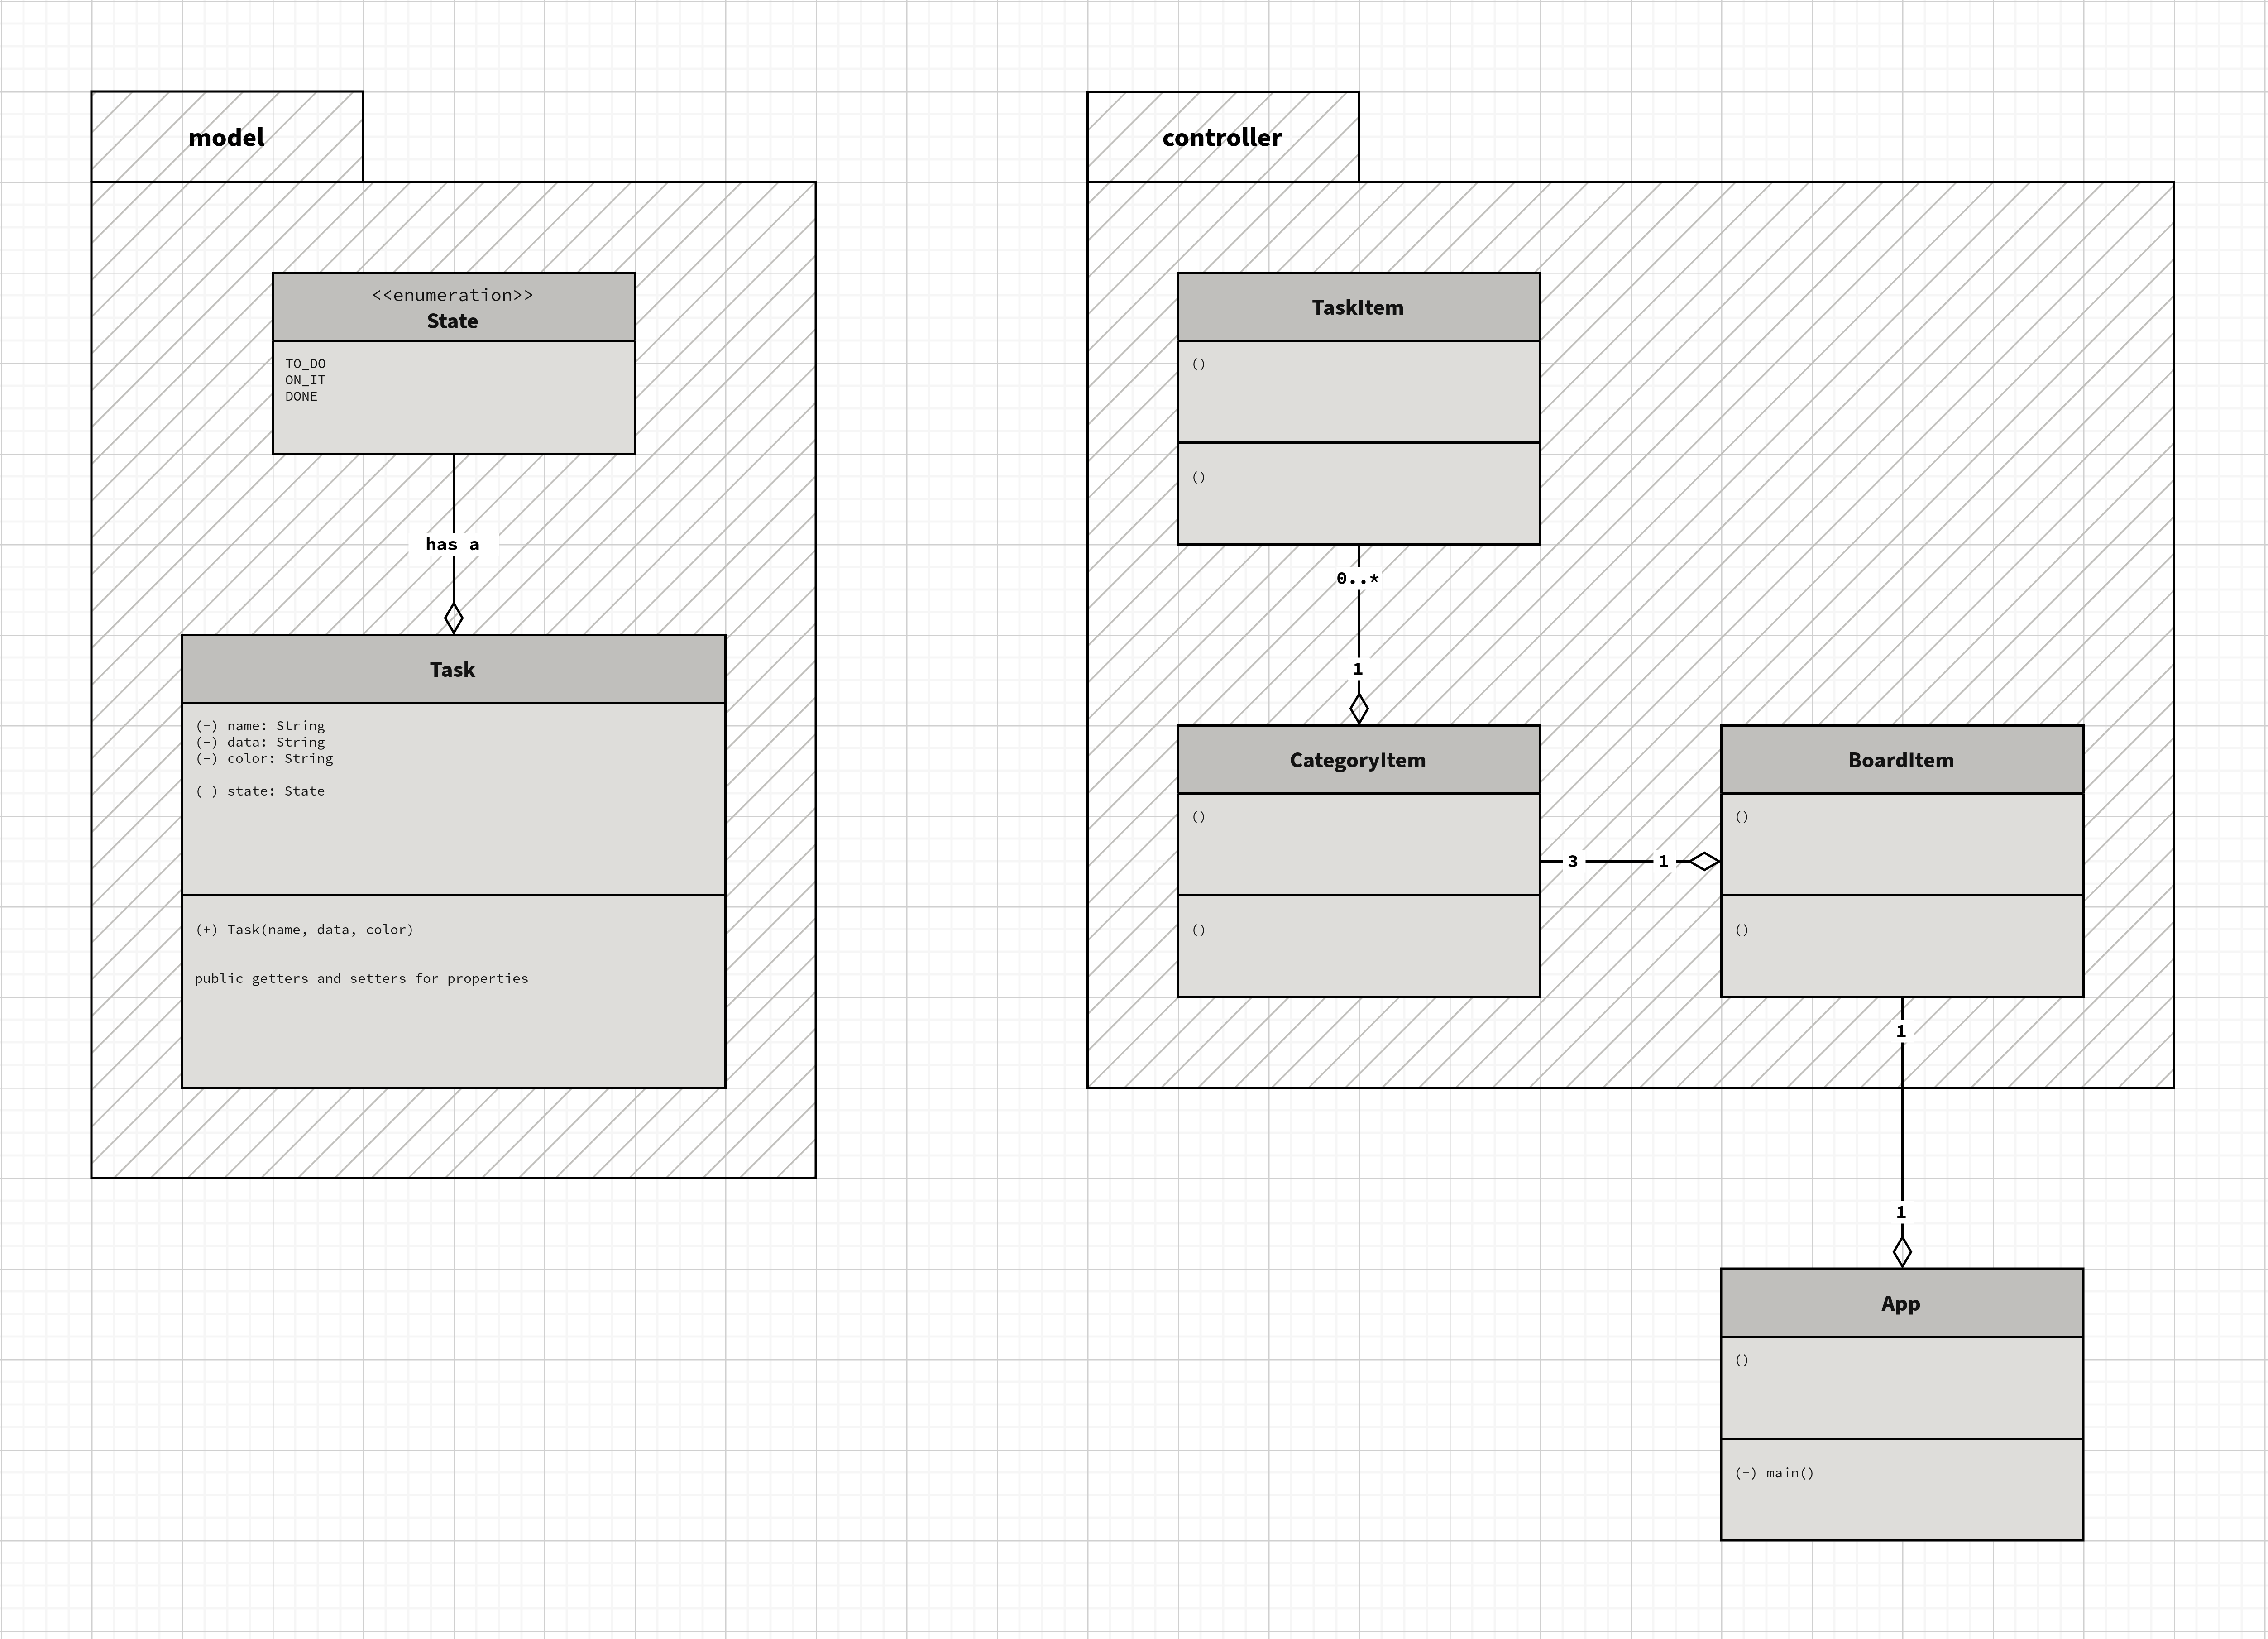 model
<<enumeration>>
State
TO_DO
ON_IT
DONE
has a
Task
(-) name: String
(-) data: String
(-) color: String
(-) state: State
(+) Task(name, data, color)
public getters and setters for properties
controller
TaskItem
()
()
0..*
1
CategoryItem
()
()
3
1
BoardItem
()
()
1
1
App
()
(+) main()